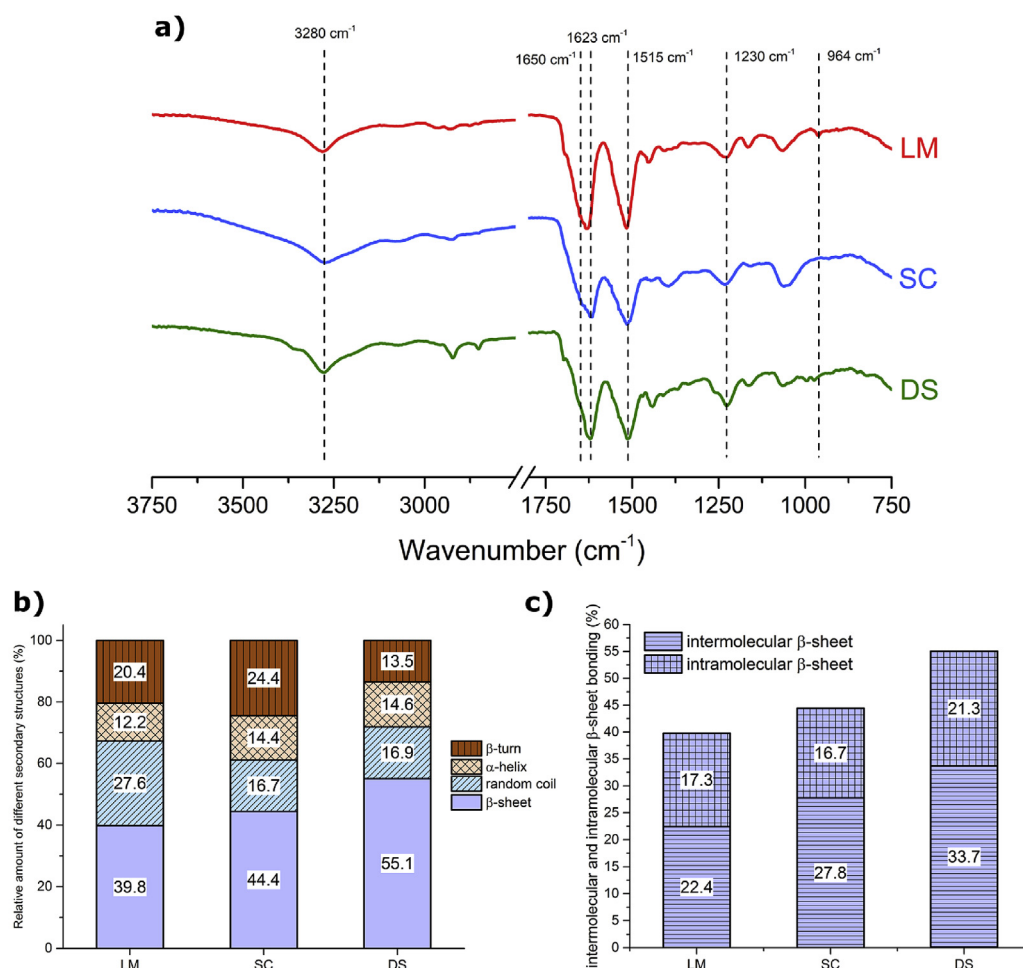 a)
3280 cm⁻¹
1623 cm⁻¹
1650 cm⁻¹
1515 cm⁻¹
1230 cm⁻¹
964 cm⁻¹
LM
SC
DS
3750
3500
3250
3000
1750
1500
1250
1000
750
Wavenumber (cm⁻¹)
b)
Relative amount of different secondary structures (%)
100
80
60
40
20
0
20.4
12.2
27.6
39.8
24.4
14.4
16.7
44.4
13.5
14.6
16.9
55.1
β-turn
α-helix
random coil
β-sheet
LM
SC
DS
c)
intermolecular and intramolecular β-sheet bonding (%)
60
55
50
45
40
35
30
25
20
15
10
5
0
intermolecular β-sheet
intramolecular β-sheet
17.3
22.4
16.7
27.8
21.3
33.7
LM
SC
DS